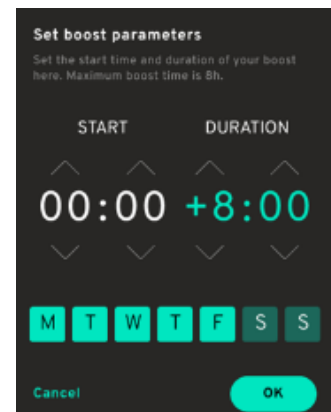 Set boost parameters
Set the start time and duration of your boost
here. Maximum boost time is 8h.
START DURATION
00:00 +8:00
M T W T F S S
Cancel OK